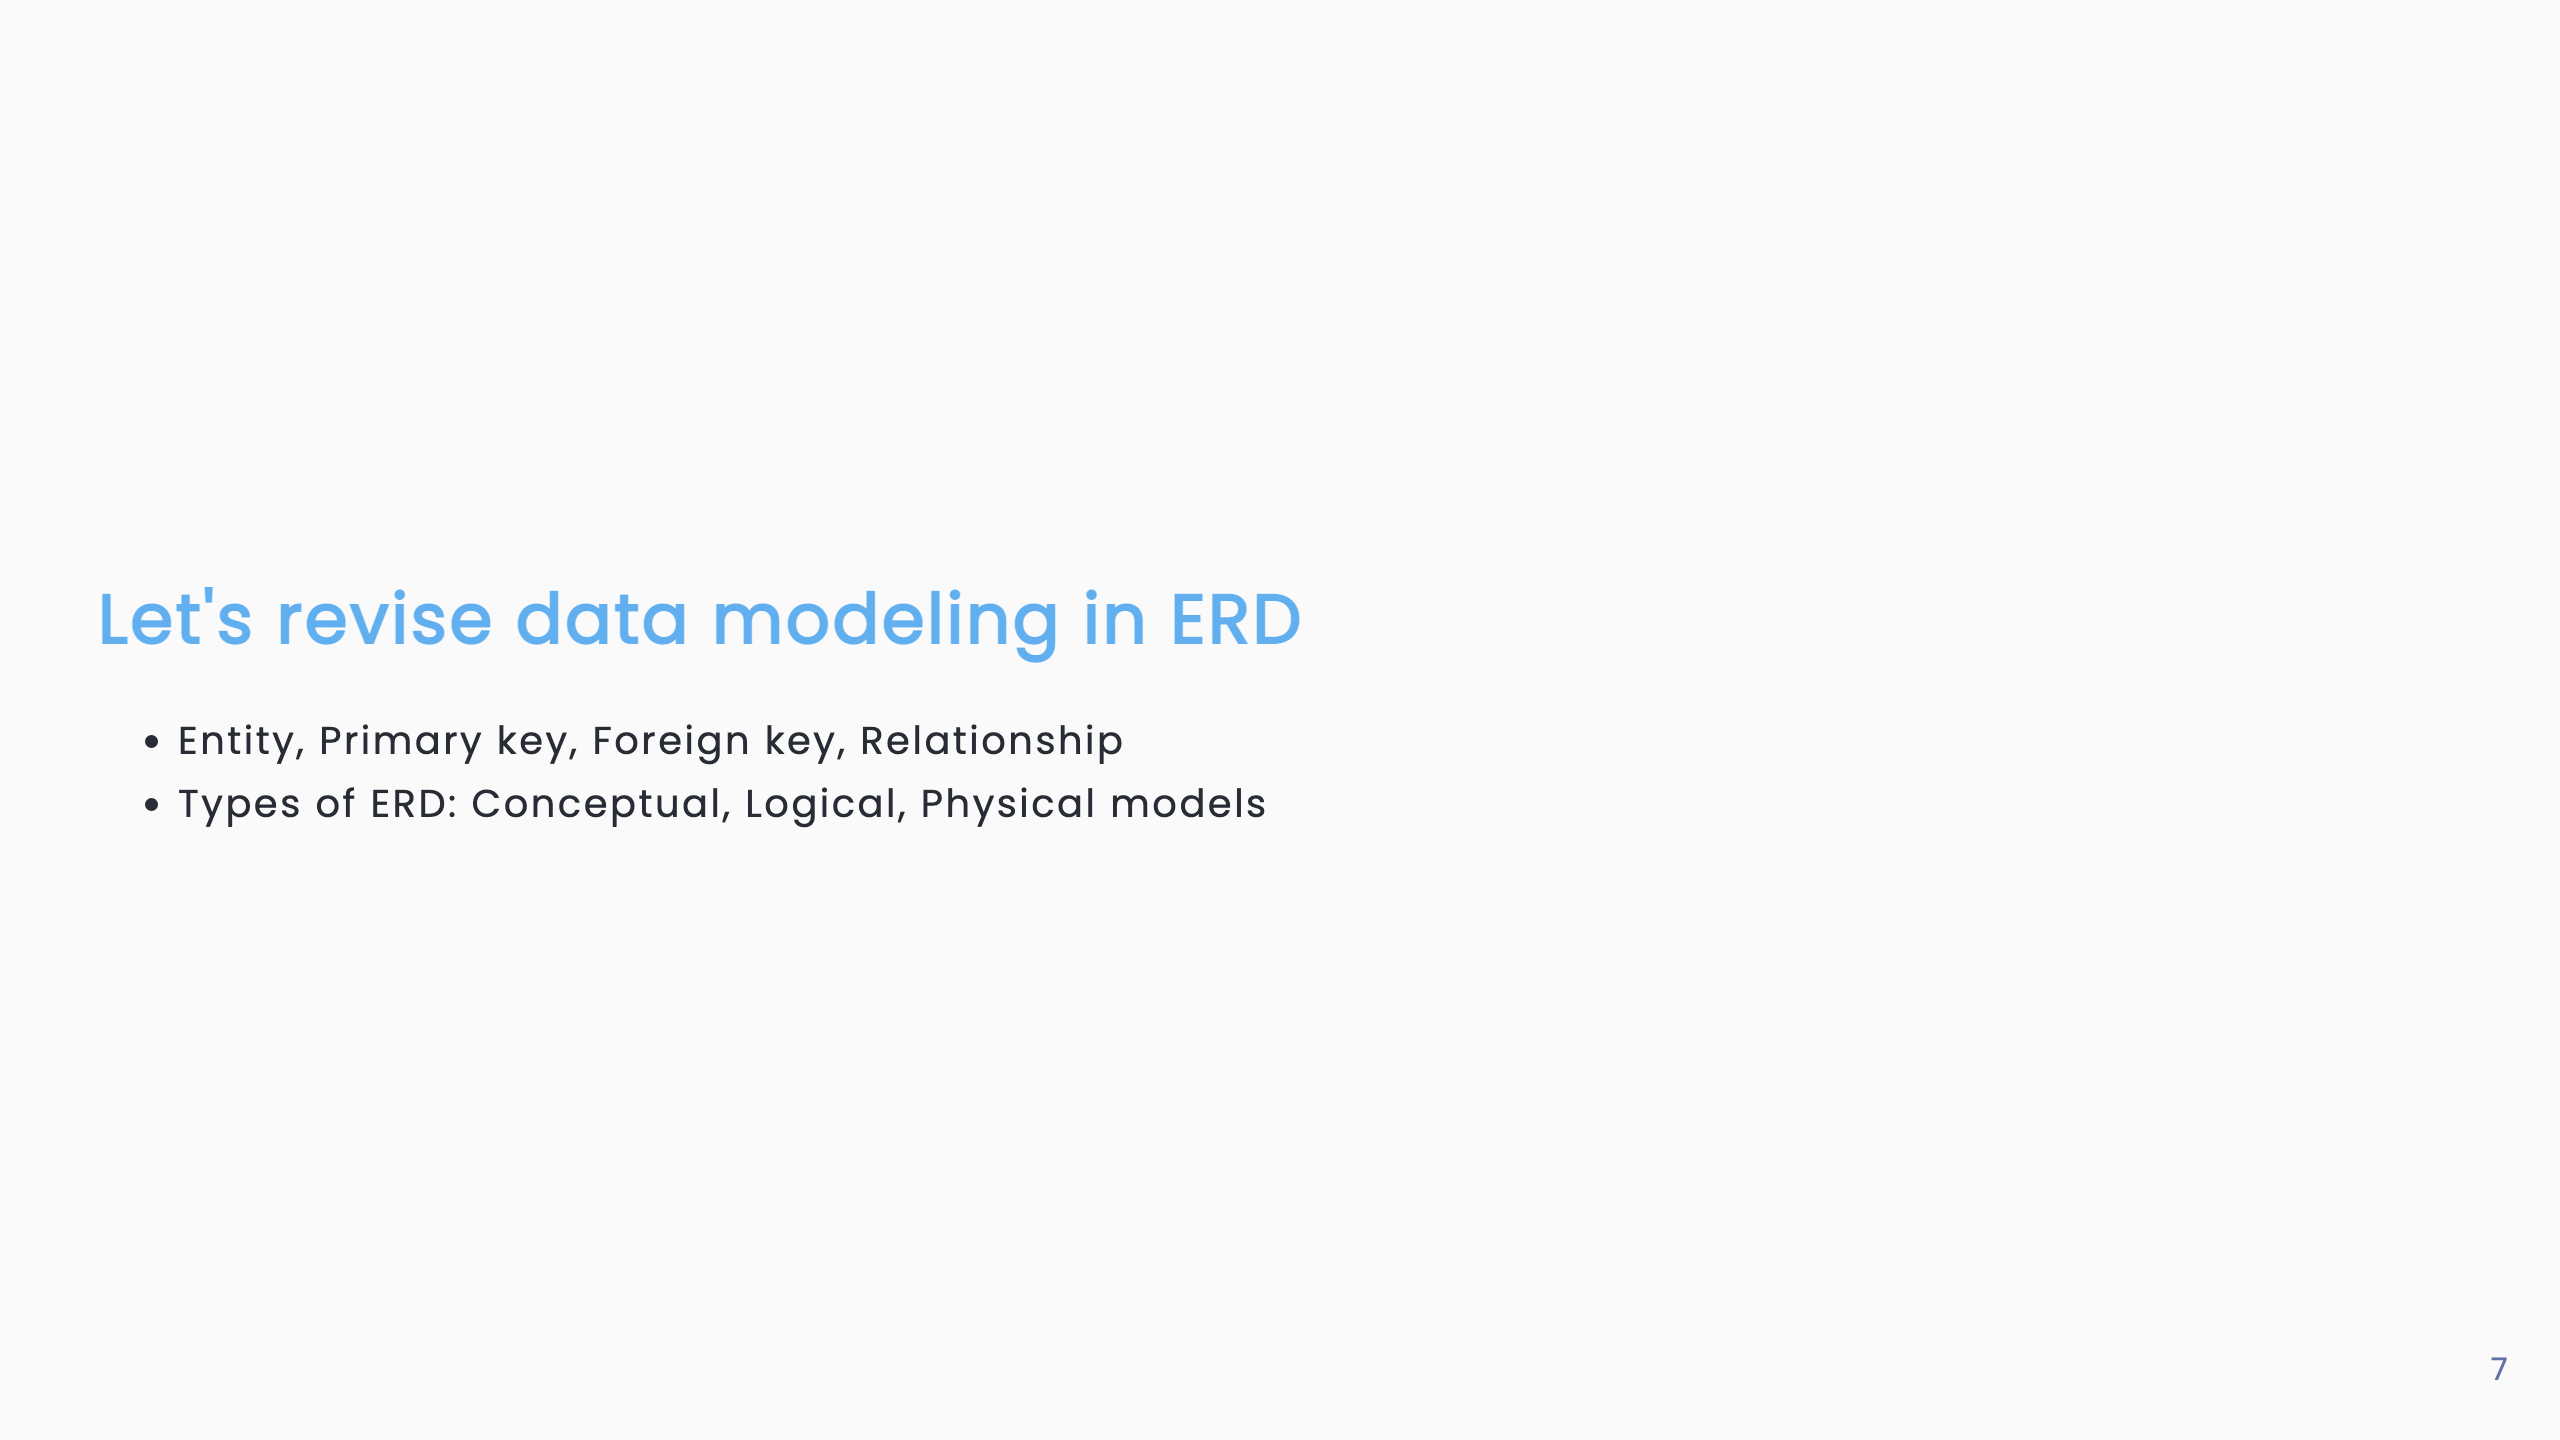 Let's revise data modeling in ERD
• Entity, Primary key, Foreign key, Relationship
• Types of ERD: Conceptual, Logical, Physical models
7